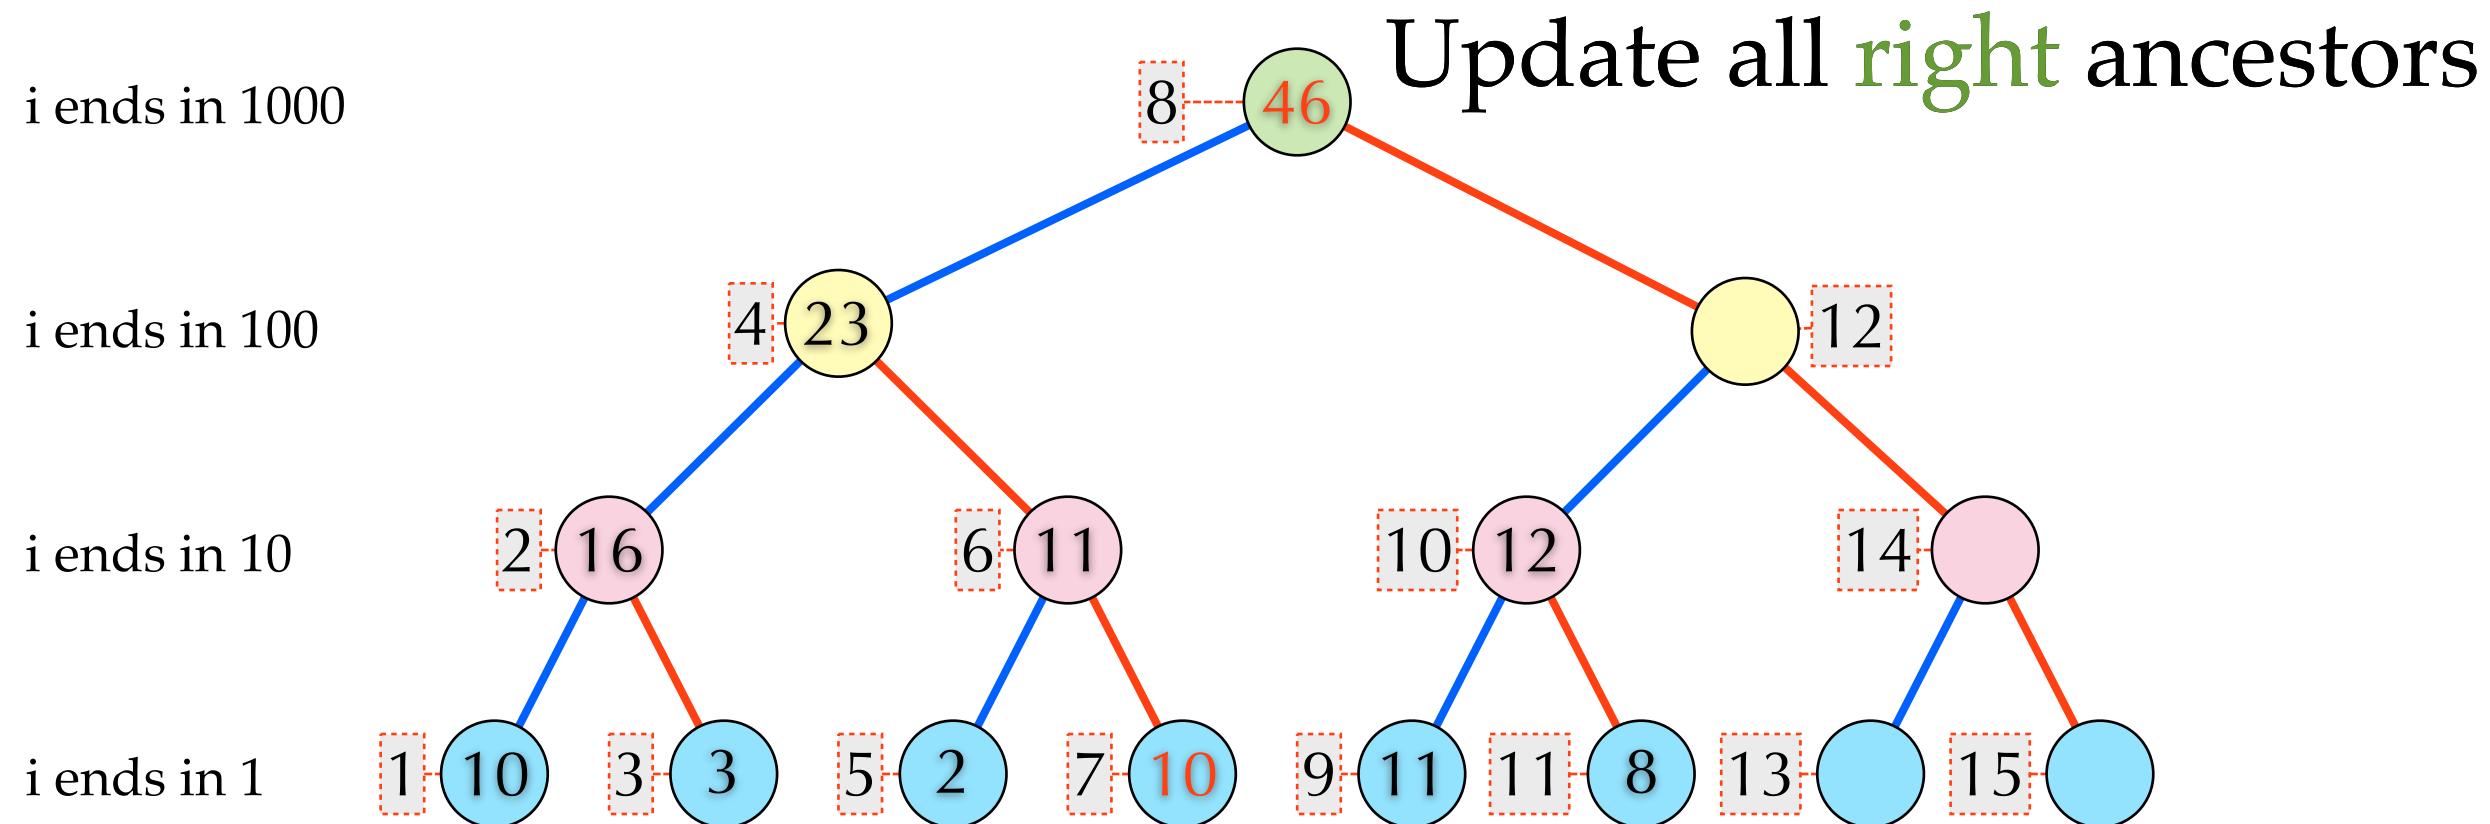 Update all right ancestors
i ends in 1000
8 46
i ends in 100
4 23 12
i ends in 10
2 16 6 11 10 12 14
i ends in 1
1 10 3 3 5 2 7 10 9 11 11 8 13 15